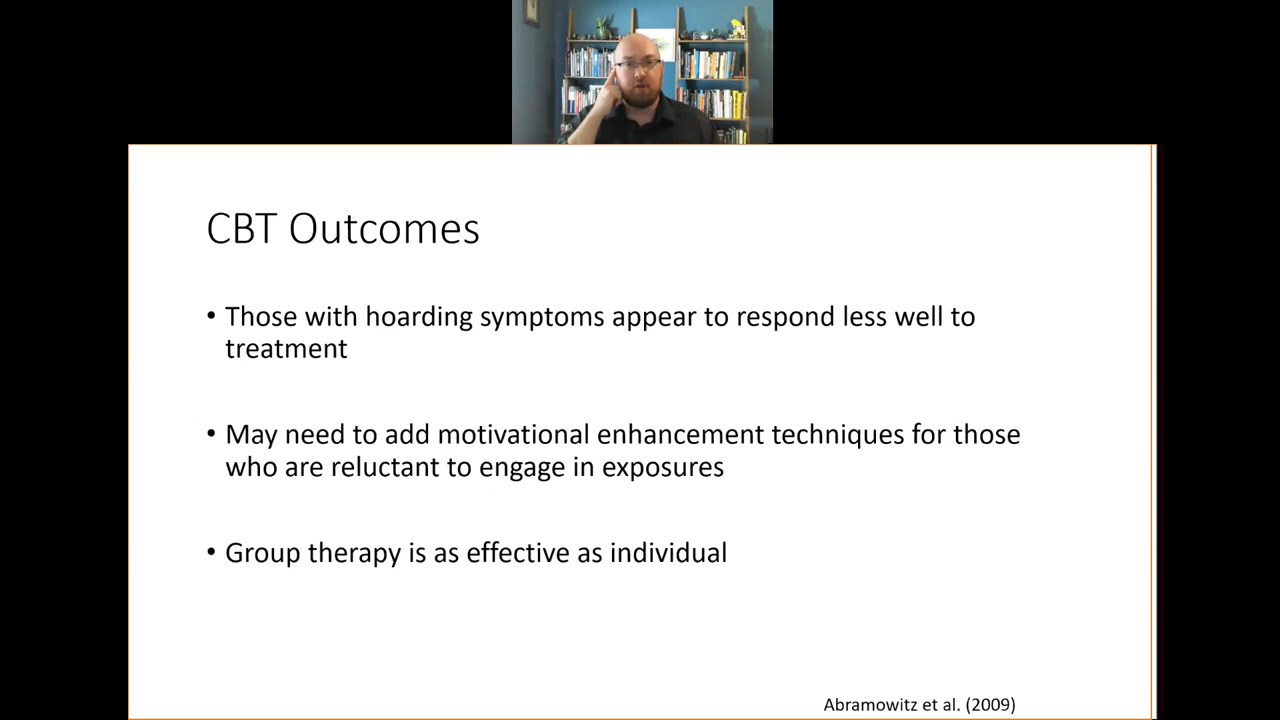 CBT Outcomes
• Those with hoarding symptoms appear to respond less well to
treatment
• May need to add motivational enhancement techniques for those
who are reluctant to engage in exposures
• Group therapy is as effective as individual
Abramowitz et al. (2009)